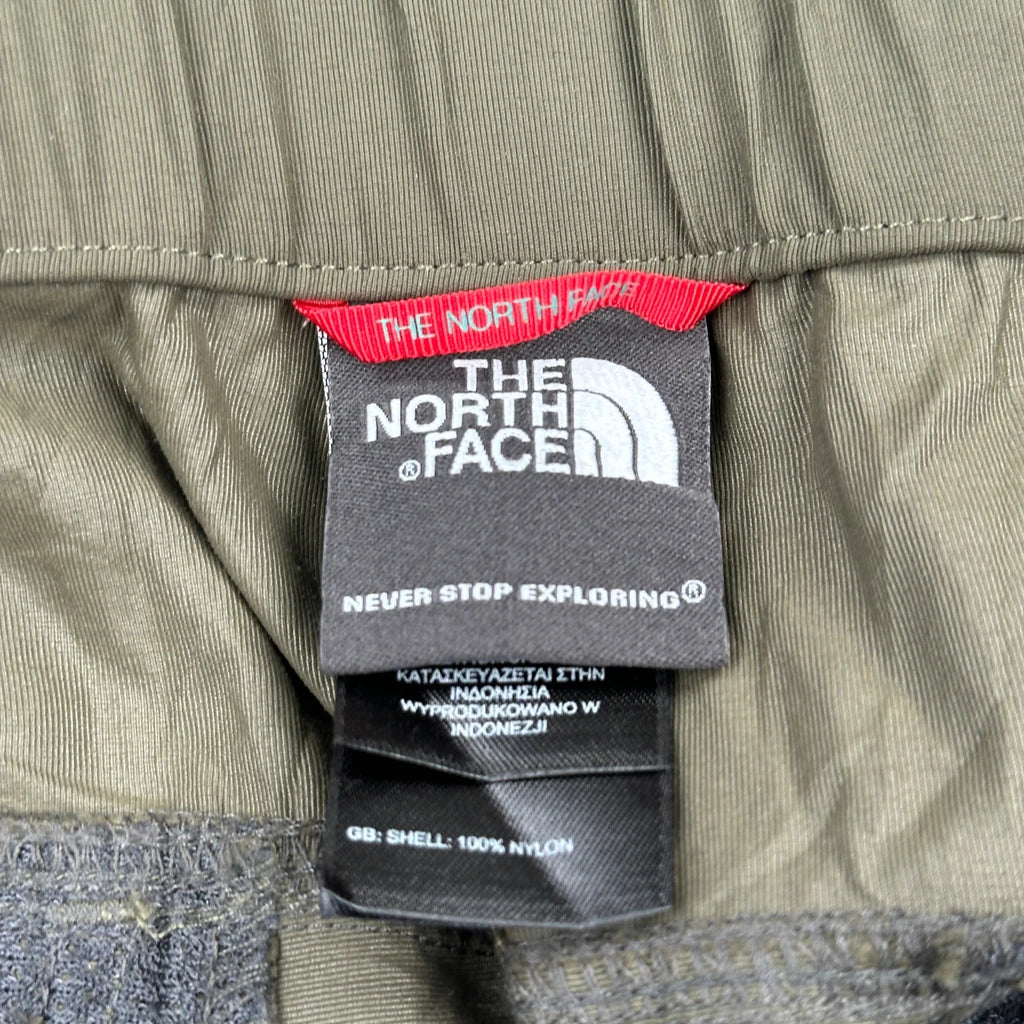 THE NORTH FACE
THE
NORTH
®FACE
NEVER STOP EXPLORING®
ΚΑΤΑΣΚΕΥΑΖΕΤΑΙ ΣΤΗΝ
ΙΝΔΟΝΗΣΙΑ
WYPRODUKOWANO W
INDONEZJI
GB: SHELL: 100% NYLON